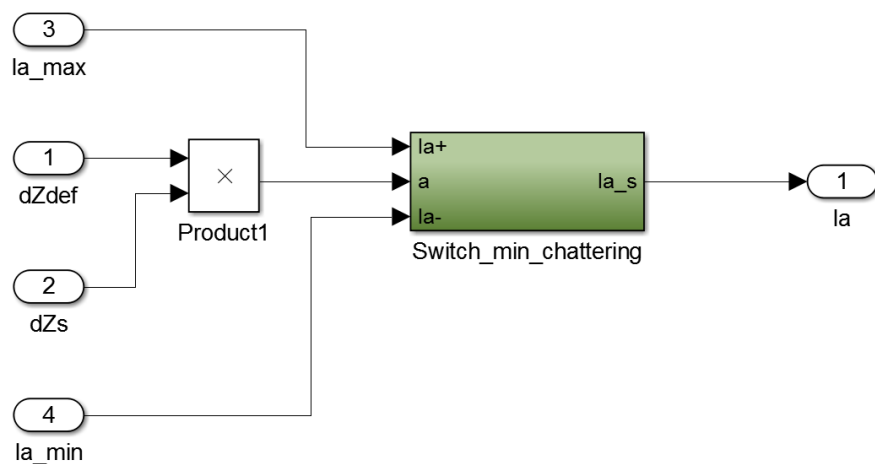 3
Ia_max
1
dZdef
Product1
2
dZs
4
Ia_min
Ia+
a
Ia-
Ia_s
Switch_min_chattering
1
Ia